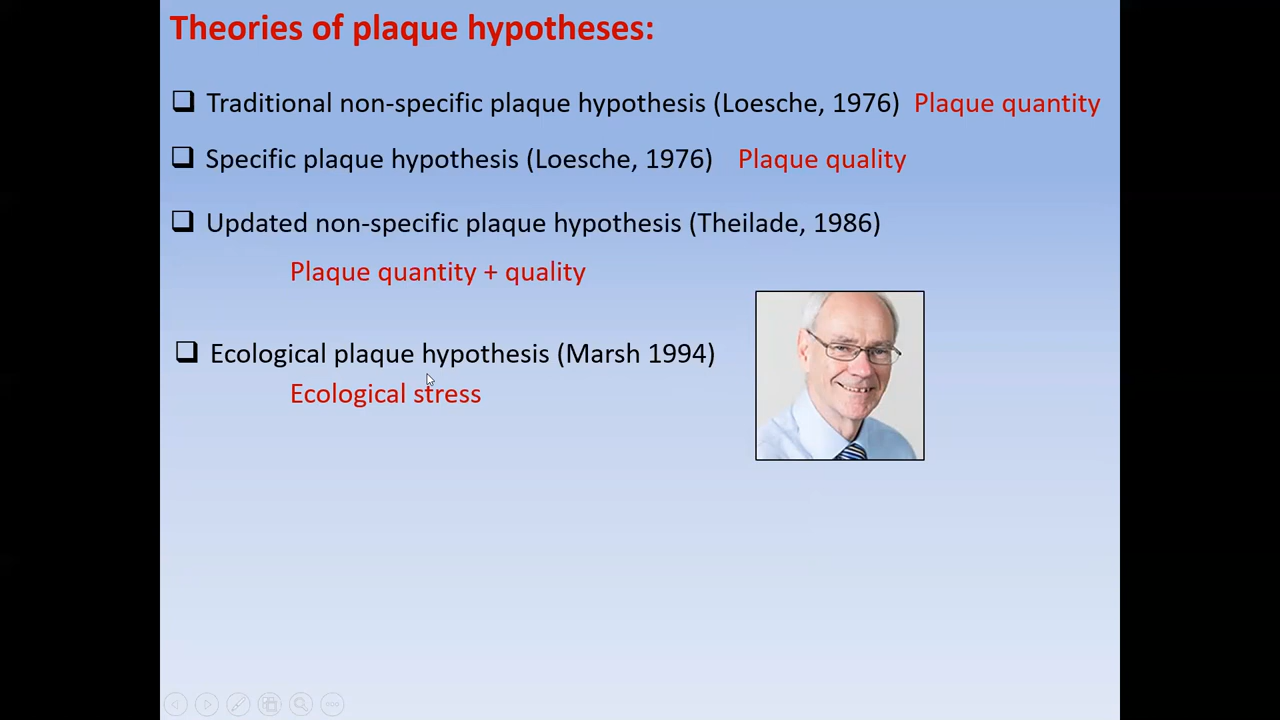 Theories of plaque hypotheses:
Traditional non-specific plaque hypothesis (Loesche, 1976) Plaque quantity
Specific plaque hypothesis (Loesche, 1976) Plaque quality
Updated non-specific plaque hypothesis (Theilade, 1986)
Plaque quantity + quality
Ecological plaque hypothesis (Marsh 1994)
Ecological stress